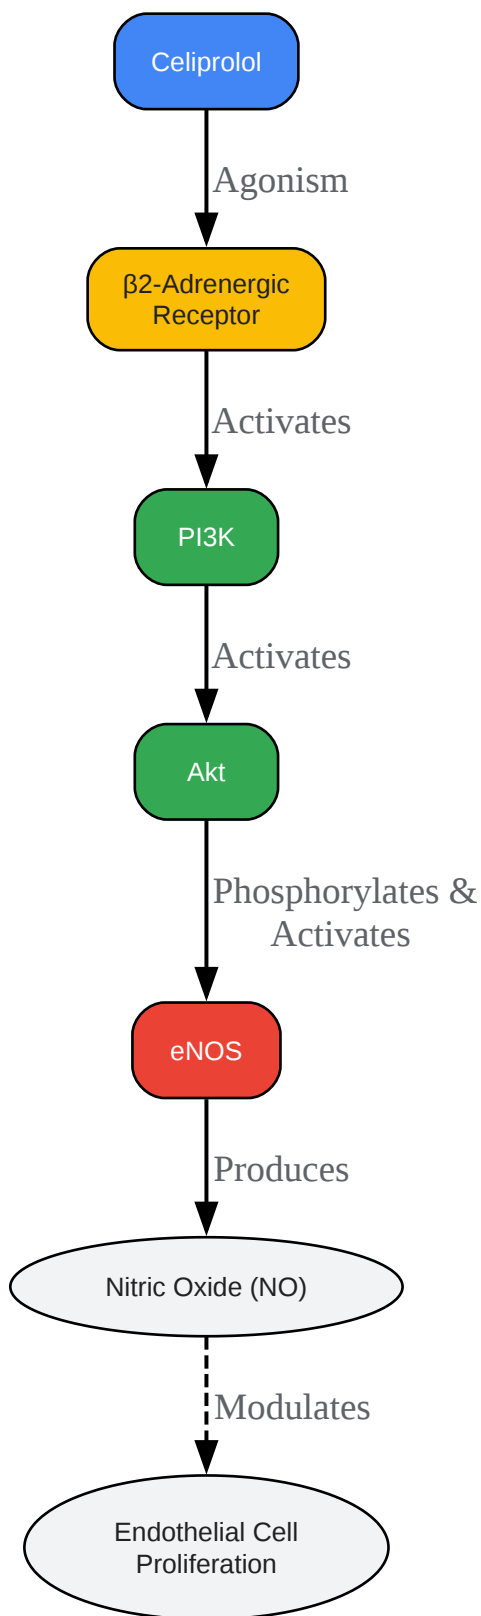 Celiprolol
Agonism
β2-Adrenergic
Receptor
Activates
PI3K
Activates
Akt
Phosphorylates &
Activates
eNOS
Produces
Nitric Oxide (NO)
Modulates
Endothelial Cell
Proliferation